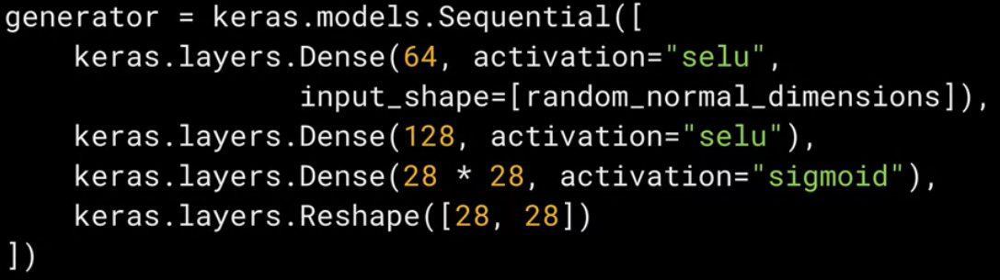 generator = keras.models.Sequential([
    keras.layers.Dense(64, activation="selu",
                       input_shape=[random_normal_dimensions]),
    keras.layers.Dense(128, activation="selu"),
    keras.layers.Dense(28 * 28, activation="sigmoid"),
    keras.layers.Reshape([28, 28])
])